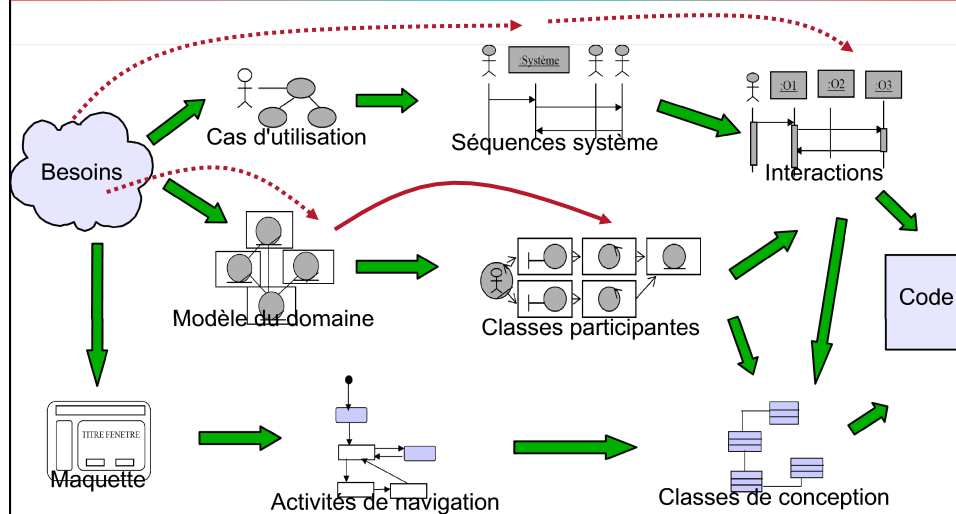 :Système
:O1
:O2
:O3
Cas d'utilisation
Séquences système
Interactions
Besoins
Modèle du domaine
Classes participantes
Code
TITRE FENETRE
Maquette
Activités de navigation
Classes de conception